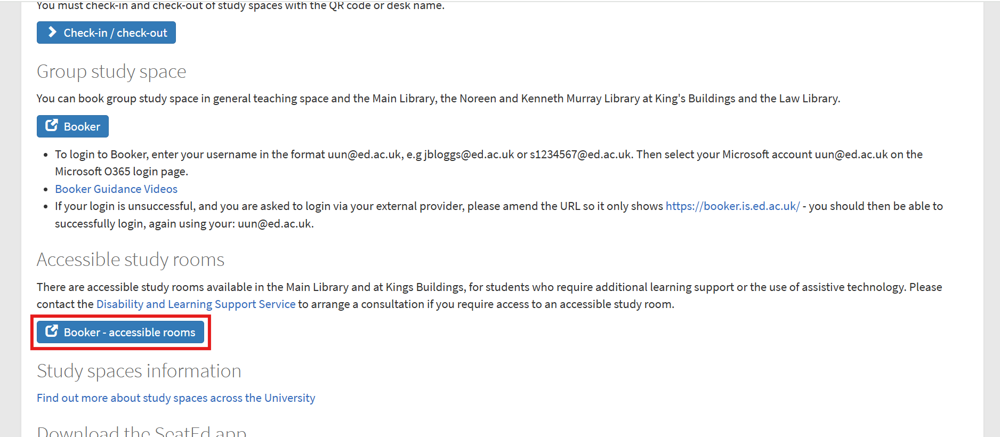 You must check-in and check-out of study spaces with the QR code or desk name.
Check-in / check-out
Group study space
You can book group study space in general teaching space and the Main Library, the Noreen and Kenneth Murray Library at King's Buildings and the Law Library.
Booker
• To login to Booker, enter your username in the format uun@ed.ac.uk, e.g jbloggs@ed.ac.uk or s1234567@ed.ac.uk. Then select your Microsoft account uun@ed.ac.uk on the
Microsoft O365 login page.
• Booker Guidance Videos
• If your login is unsuccessful, and you are asked to login via your external provider, please amend the URL so it only shows https://booker.is.ed.ac.uk/ - you should then be able to
successfully login, again using your: uun@ed.ac.uk.
Accessible study rooms
There are accessible study rooms available in the Main Library and at Kings Buildings, for students who require additional learning support or the use of assistive technology. Please
contact the Disability and Learning Support Service to arrange a consultation if you require access to an accessible study room.
Booker - accessible rooms
Study spaces information
Find out more about study spaces across the University
Download the SeatEd app